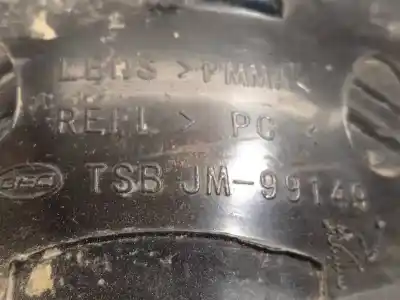 LENS >PMMA<
REFL > PC <
TSB JM-99149